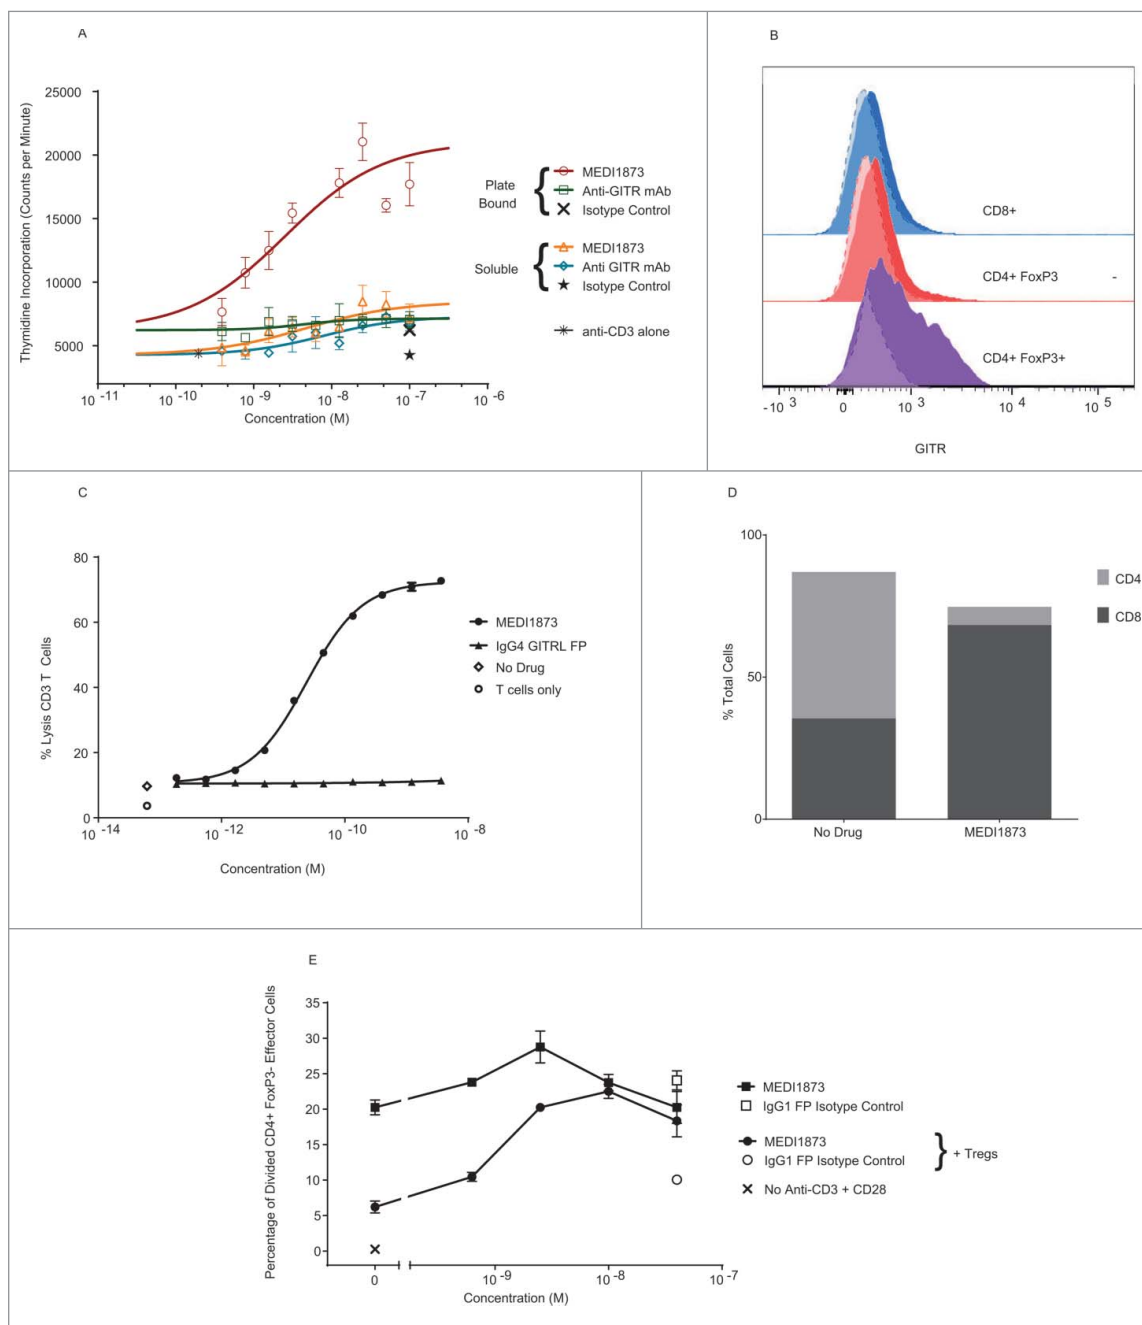 A
Thymidine Incorporation (Counts per Minute)
25000
20000
15000
10000
5000
10 -11
10 -10
10 -9
10 -8
10 -7
10 -6
Concentration (M)
Plate
Bound
MEDI1873
Anti-GITR mAb
Isotype Control
Soluble
MEDI1873
Anti GITR mAb
Isotype Control
anti-CD3 alone
B
CD8+
CD4+ FoxP3 -
CD4+ FoxP3+
-10 3
0
10 3
10 4
10 5
GITR
C
% Lysis CD3 T Cells
80
60
40
20
0
10 -14
10 -12
10 -10
10 -8
Concentration (M)
MEDI1873
IgG4 GITRL FP
No Drug
T cells only
D
% Total Cells
100
50
0
No Drug
MEDI1873
CD4
CD8
E
Percentage of Divided CD4+ FoxP3- Effector Cells
35
30
25
20
15
10
5
0
0
10 -9
10 -8
10 -7
Concentration (M)
MEDI1873
IgG1 FP Isotype Control
MEDI1873
IgG1 FP Isotype Control
+ Tregs
No Anti-CD3 + CD28